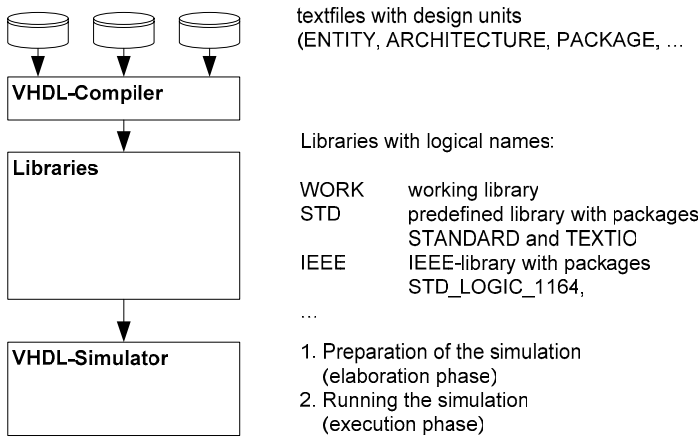 textfiles with design units
(ENTITY, ARCHITECTURE, PACKAGE, ...
VHDL-Compiler
Libraries with logical names:
Libraries
WORK working library
STD predefined library with packages
STANDARD and TEXTIO
IEEE IEEE-library with packages
STD_LOGIC_1164,
...
VHDL-Simulator
1. Preparation of the simulation
(elaboration phase)
2. Running the simulation
(execution phase)